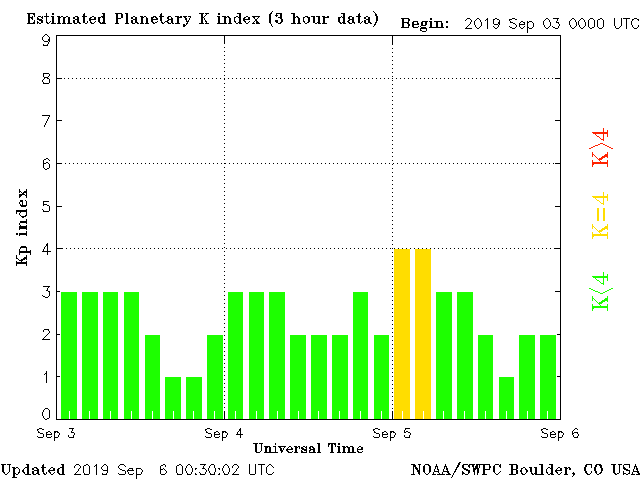 Estimated Planetary K index (3 hour data) Begin: 2019 Sep 03 0000 UTC
9
8
7
6
5
4
3
2
1
0
Kp index
K>4
K=4
K<4
Sep 3 Sep 4 Sep 5 Sep 6
Universal Time
Updated 2019 Sep 6 00:30:02 UTC NOAA/SWPC Boulder, CO USA